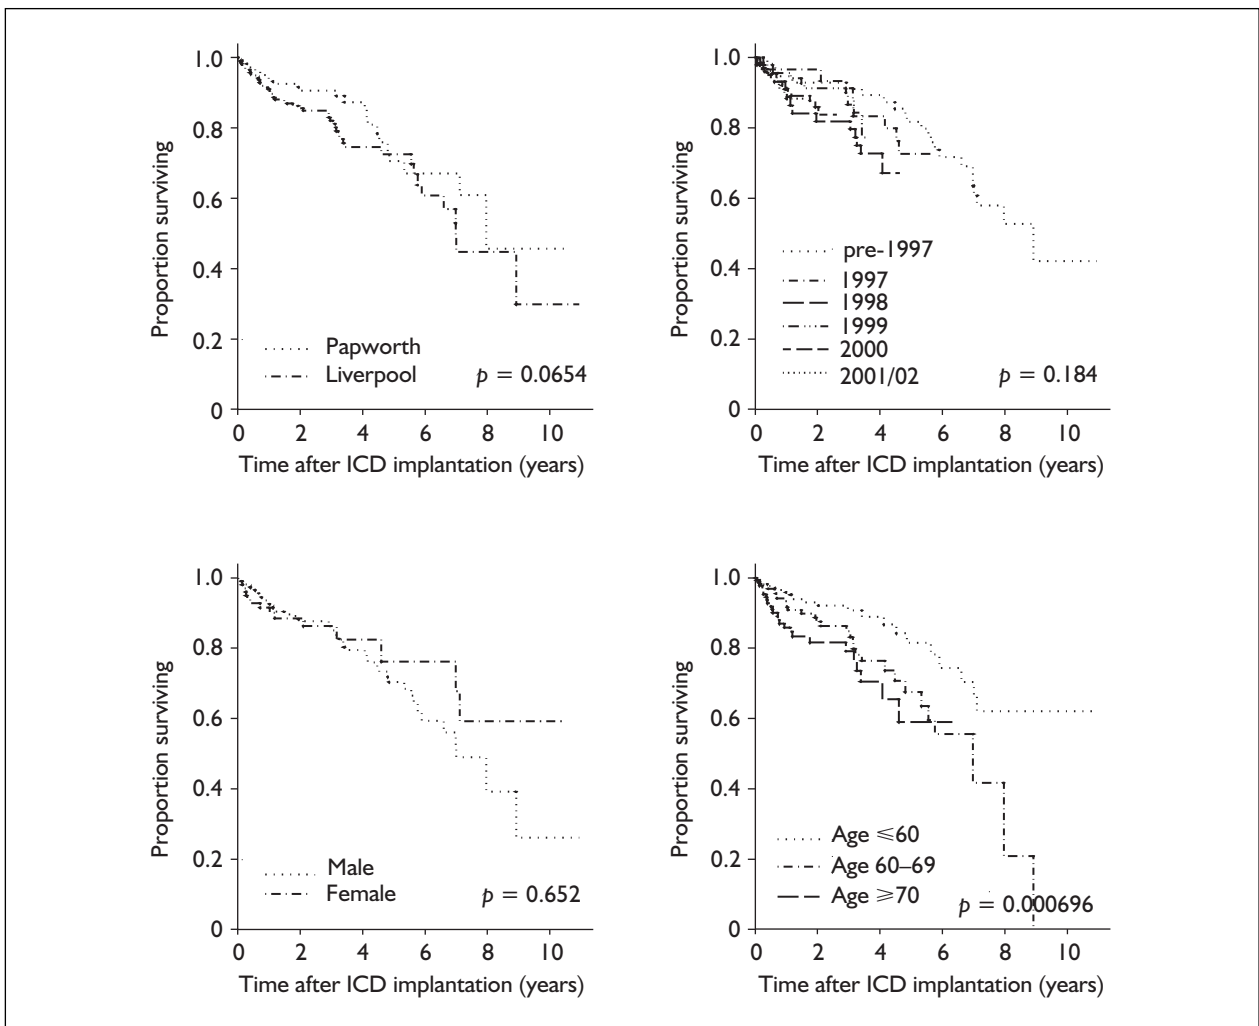 1.0
0.8
0.6
0.4
0.2
0
Proportion surviving
Papworth
Liverpool
p = 0.0654
0 2 4 6 8 10
Time after ICD implantation (years)
1.0
0.8
0.6
0.4
0.2
0
Proportion surviving
pre-1997
1997
1998
1999
2000
2001/02
p = 0.184
0 2 4 6 8 10
Time after ICD implantation (years)
1.0
0.8
0.6
0.4
0.2
0
Proportion surviving
Male
Female
p = 0.652
0 2 4 6 8 10
Time after ICD implantation (years)
1.0
0.8
0.6
0.4
0.2
0
Proportion surviving
Age ⩽60
Age 60–69
Age ⩾70
p = 0.000696
0 2 4 6 8 10
Time after ICD implantation (years)